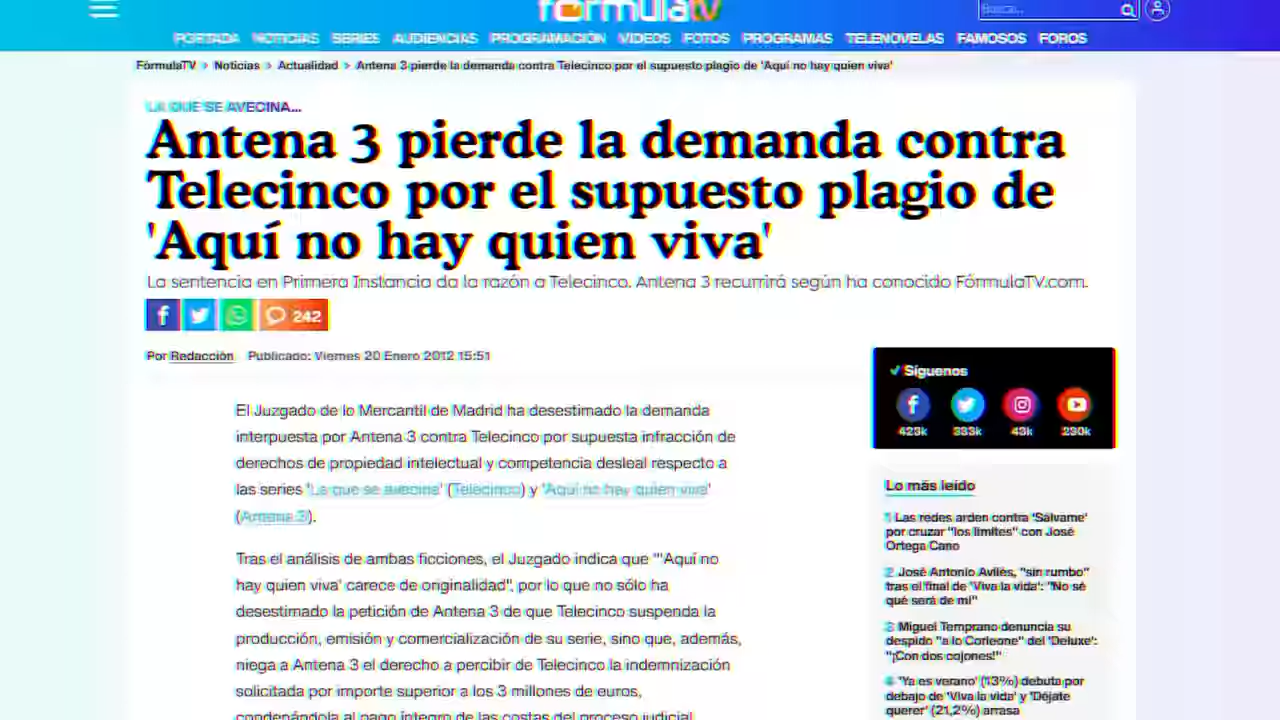 fórmulatv
Busca...
PORTADA NOTICIAS SERIES AUDIENCIAS PROGRAMACIÓN VÍDEOS FOTOS PROGRAMAS TELENOVELAS FAMOSOS FOROS
FórmulaTV > Noticias > Actualidad > Antena 3 pierde la demanda contra Telecinco por el supuesto plagio de 'Aquí no hay quien viva'
LA QUE SE AVECINA...
Antena 3 pierde la demanda contra
Telecinco por el supuesto plagio de
'Aquí no hay quien viva'
La sentencia en Primera Instancia da la razón a Telecinco. Antena 3 recurrirá según ha conocido FórmulaTV.com.
242
Por Redacción Publicado: Viernes 20 Enero 2012 15:51
El Juzgado de lo Mercantil de Madrid ha desestimado la demanda
interpuesta por Antena 3 contra Telecinco por supuesta infracción de
derechos de propiedad intelectual y competencia desleal respecto a
las series 'La que se avecina' (Telecinco) y 'Aquí no hay quien viva'
(Antena 3).
Tras el análisis de ambas ficciones, el Juzgado indica que "'Aquí no
hay quien viva' carece de originalidad", por lo que no sólo ha
desestimado la petición de Antena 3 de que Telecinco suspenda la
producción, emisión y comercialización de su serie, sino que, además,
niega a Antena 3 el derecho a percibir de Telecinco la indemnización
solicitada por importe superior a los 3 millones de euros,
condenándola al pago íntegro de las costas del proceso judicial.
Síguenos
423k 333k 43k 290k
Lo más leído
1 Las redes arden contra 'Sálvame'
por cruzar "los límites" con José
Ortega Cano
2 José Antonio Avilés, "sin rumbo"
tras el final de 'Viva la vida': "No sé
qué será de mí"
3 Miguel Temprano denuncia su
despido "a lo Corleone" del 'Deluxe':
"¡Con dos cojones!"
4 'Ya es verano' (13%) debuta por
debajo de 'Viva la vida' y 'Déjate
querer' (21,2%) arrasa